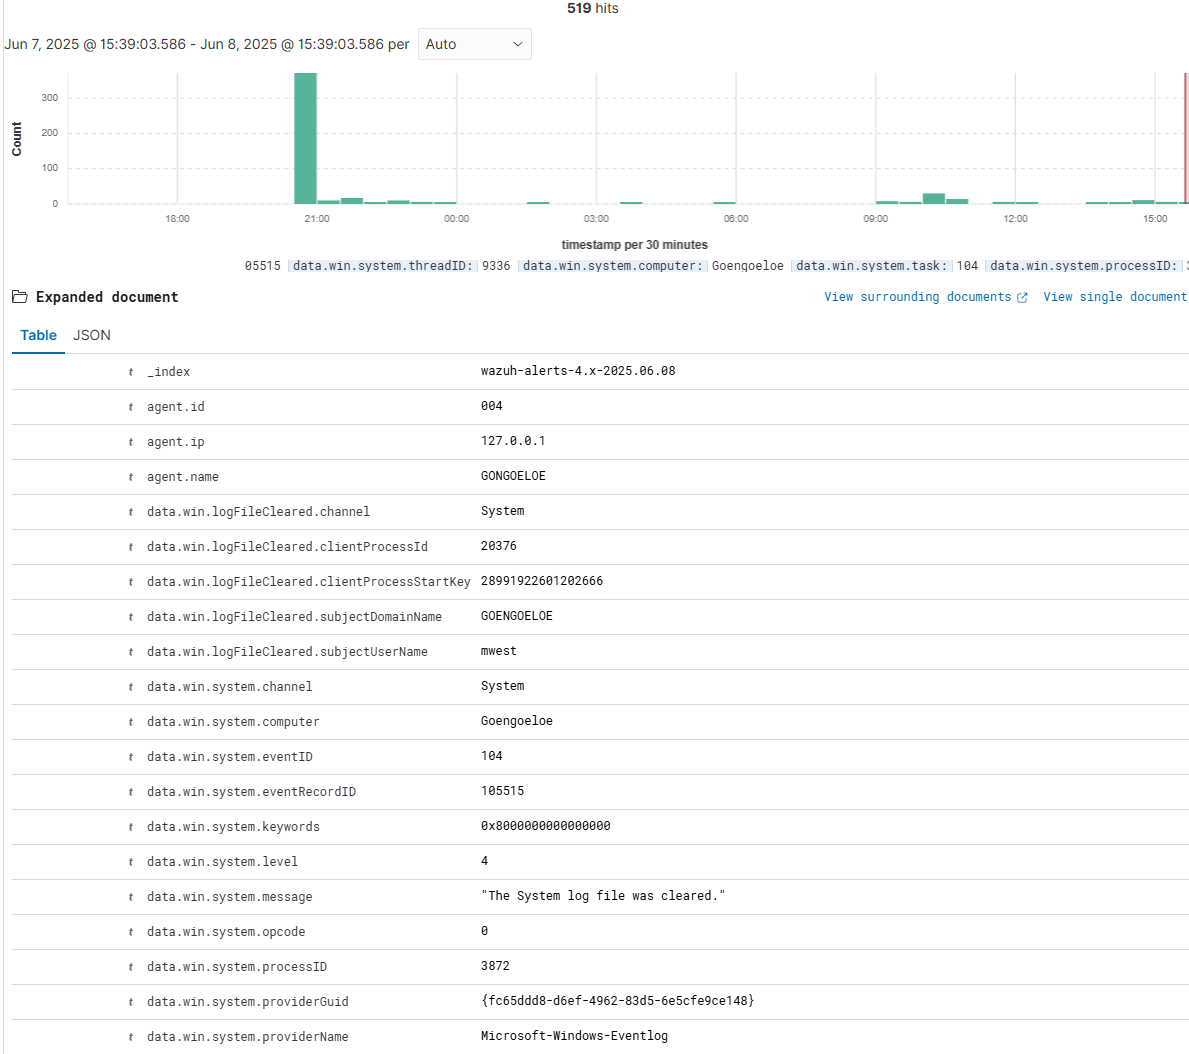 519 hits
Jun 7, 2025 @ 15:39:03.586 - Jun 8, 2025 @ 15:39:03.586 per Auto
Count
300
200
100
0
18:00 21:00 00:00 03:00 06:00 09:00 12:00 15:00
timestamp per 30 minutes
05515 data.win.system.threadID: 9336 data.win.system.computer: Goengoeloe data.win.system.task: 104 data.win.system.processID:
Expanded document View surrounding documents View single document
Table JSON
t _index wazuh-alerts-4.x-2025.06.08
t agent.id 004
t agent.ip 127.0.0.1
t agent.name GONGOELOE
t data.win.logFileCleared.channel System
t data.win.logFileCleared.clientProcessId 20376
t data.win.logFileCleared.clientProcessStartKey 28991922601202666
t data.win.logFileCleared.subjectDomainName GOENGOELOE
t data.win.logFileCleared.subjectUserName mwest
t data.win.system.channel System
t data.win.system.computer Goengoeloe
t data.win.system.eventID 104
t data.win.system.eventRecordID 105515
t data.win.system.keywords 0x8000000000000000
t data.win.system.level 4
t data.win.system.message "The System log file was cleared."
t data.win.system.opcode 0
t data.win.system.processID 3872
t data.win.system.providerGuid {fc65ddd8-d6ef-4962-83d5-6e5cfe9ce148}
t data.win.system.providerName Microsoft-Windows-Eventlog